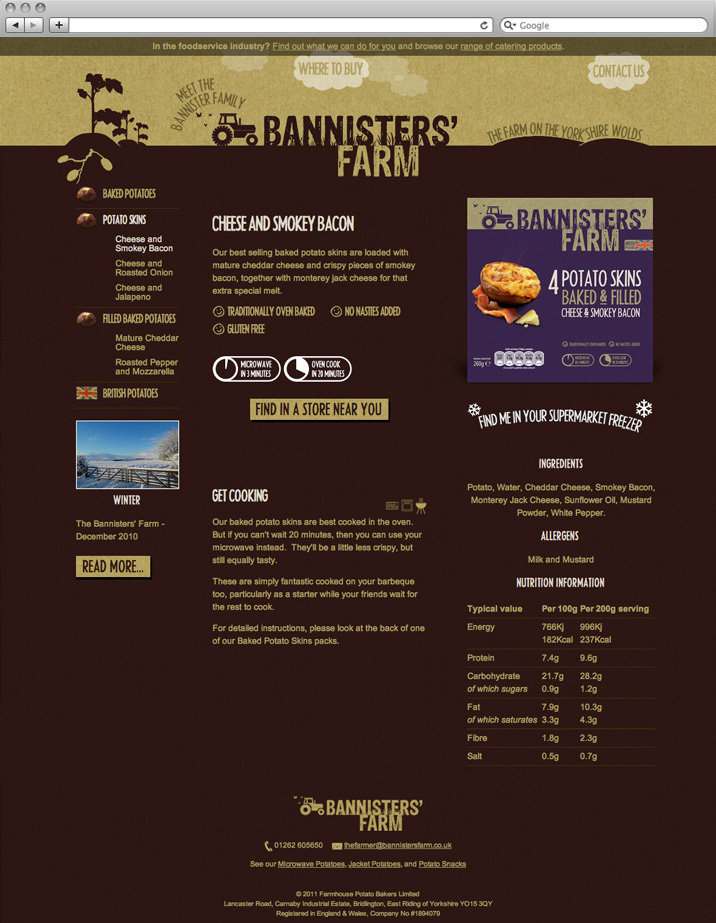 Google
In the foodservice industry? Find out what we can do for you and browse our range of catering products.
WHERE TO BUY
CONTACT US
MEET THE
BANNISTER FAMILY
BANNISTERS'
FARM
THE FARM ON THE YORKSHIRE WOLDS
BAKED POTATOES
POTATO SKINS
Cheese and
Smokey Bacon
Cheese and
Roasted Onion
Cheese and
Jalapeno
FILLED BAKED POTATOES
Mature Cheddar
Cheese
Roasted Pepper
and Mozzarella
BRITISH POTATOES
WINTER
The Bannisters' Farm -
December 2010
READ MORE...
CHEESE AND SMOKEY BACON
Our best selling baked potato skins are loaded with
mature cheddar cheese and crispy pieces of smokey
bacon, together with monterey jack cheese for that
extra special melt.
TRADITIONALLY OVEN BAKED
NO NASTIES ADDED
GLUTEN FREE
MICROWAVE
IN 3 MINUTES
OVEN COOK
IN 20 MINUTES
FIND IN A STORE NEAR YOU
GET COOKING
Our baked potato skins are best cooked in the oven.
But if you can't wait 20 minutes, then you can use your
microwave instead. They'll be a little less crispy, but
still equally tasty.
These are simply fantastic cooked on your barbeque
too, particularly as a starter while your friends wait for
the rest to cook.
For detailed instructions, please look at the back of one
of our Baked Potato Skins packs.
BANNISTERS'
FARM
4 POTATO SKINS
BAKED & FILLED
CHEESE & SMOKEY BACON
TRADITIONALLY OVEN BAKED
NO NASTIES ADDED
MICROWAVE
IN 3 MINUTES
OVEN COOK
IN 20 MINUTES
260g e
FIND ME IN YOUR SUPERMARKET FREEZER
INGREDIENTS
Potato, Water, Cheddar Cheese, Smokey Bacon,
Monterey Jack Cheese, Sunflower Oil, Mustard
Powder, White Pepper.
ALLERGENS
Milk and Mustard
NUTRITION INFORMATION
Typical value Per 100g Per 200g serving
Energy 766Kj 996Kj
182Kcal 237Kcal
Protein 7.4g 9.6g
Carbohydrate 21.7g 28.2g
of which sugars 0.9g 1.2g
Fat 7.9g 10.3g
of which saturates 3.3g 4.3g
Fibre 1.8g 2.3g
Salt 0.5g 0.7g
BANNISTERS'
FARM
01262 605650 thefarmer@bannistersfarm.co.uk
See our Microwave Potatoes, Jacket Potatoes, and Potato Snacks
© 2011 Farmhouse Potato Bakers Limited
Lancaster Road, Carnaby Industrial Estate, Bridlington, East Riding of Yorkshire YO15 3QY
Registered in England & Wales, Company No #1894079